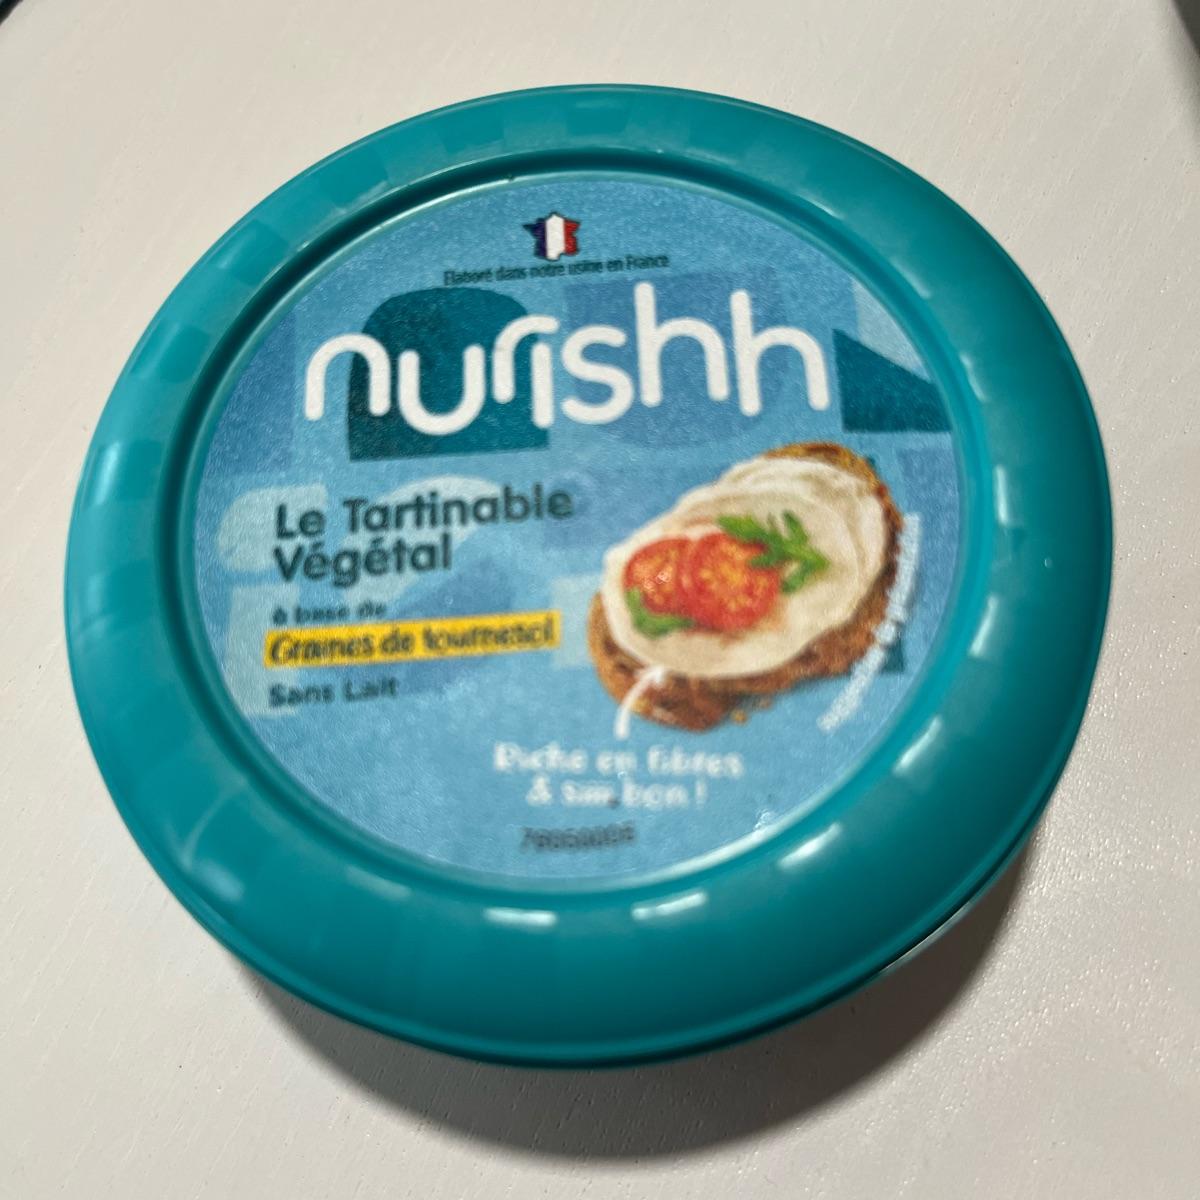 Elaboré dans notre usine en France
nurishh
Le Tartinable
Végétal
à base de
Graines de tournesol
Sans Lait
Riche en fibres
& si bon !